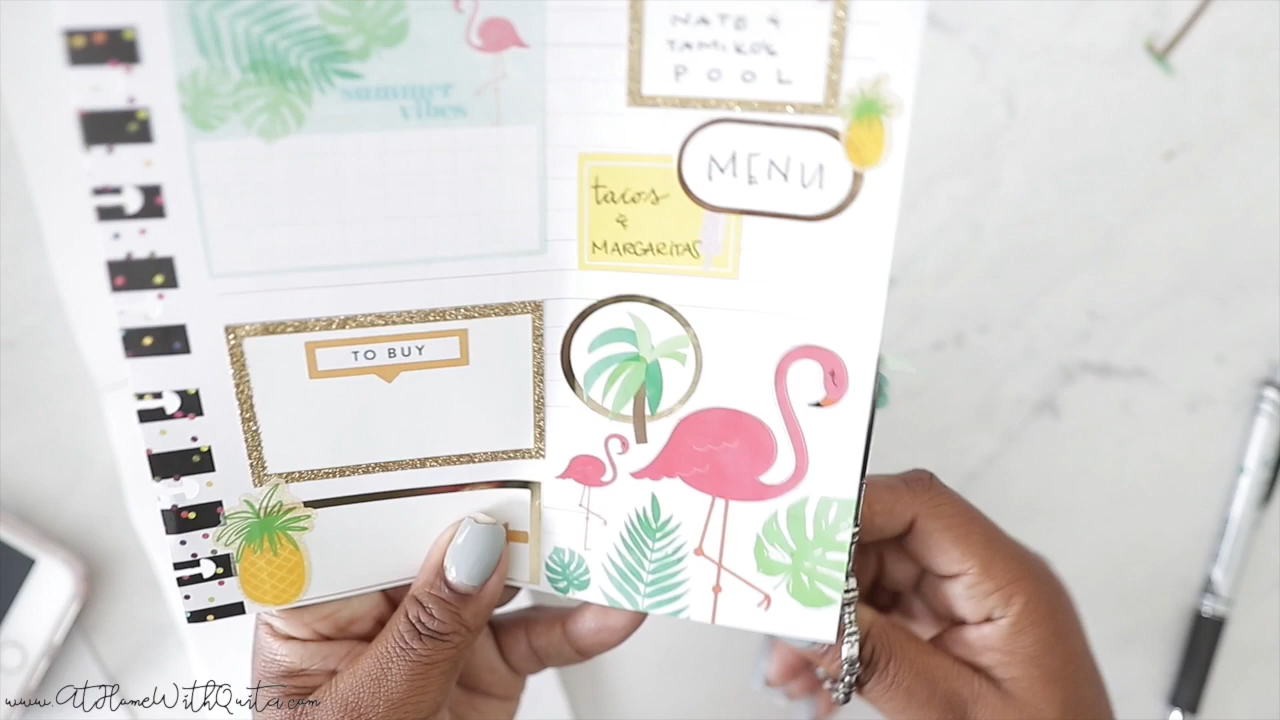 NATE &
TAMIKO'S
POOL
summer
vibes
MENU
tacos
&
MARGARITAS
TO BUY
www.AtHomeWithQuita.com